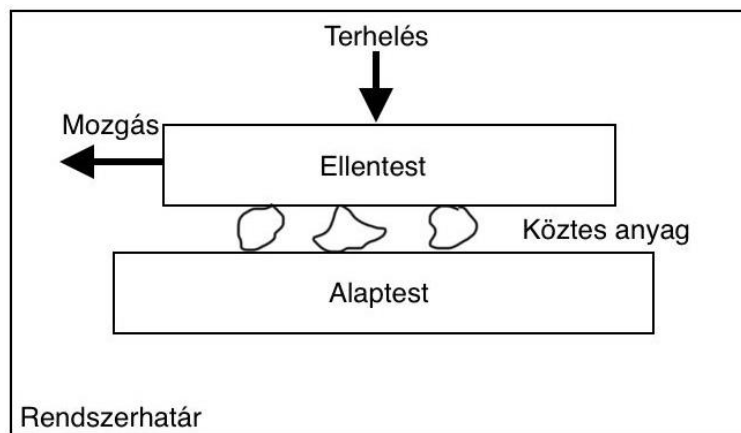 Terhelés
Mozgás
Ellentest
Köztes anyag
Alaptest
Rendszerhatár